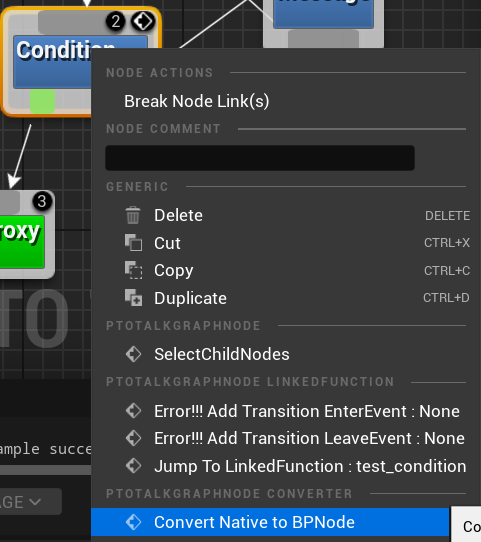 Message
2
Condition
NODE ACTIONS
Break Node Link(s)
NODE COMMENT
3
roxy
GENERIC
Delete DELETE
Cut CTRL+X
Copy CTRL+C
Duplicate CTRL+D
TO
PTOTALKGRAPHNODE
SelectChildNodes
PTOTALKGRAPHNODE LINKEDFUNCTION
Error!!! Add Transition EnterEvent : None
Error!!! Add Transition LeaveEvent : None
ample succe
Jump To LinkedFunction : test_condition
PTOTALKGRAPHNODE CONVERTER
AGE
Convert Native to BPNode
Co